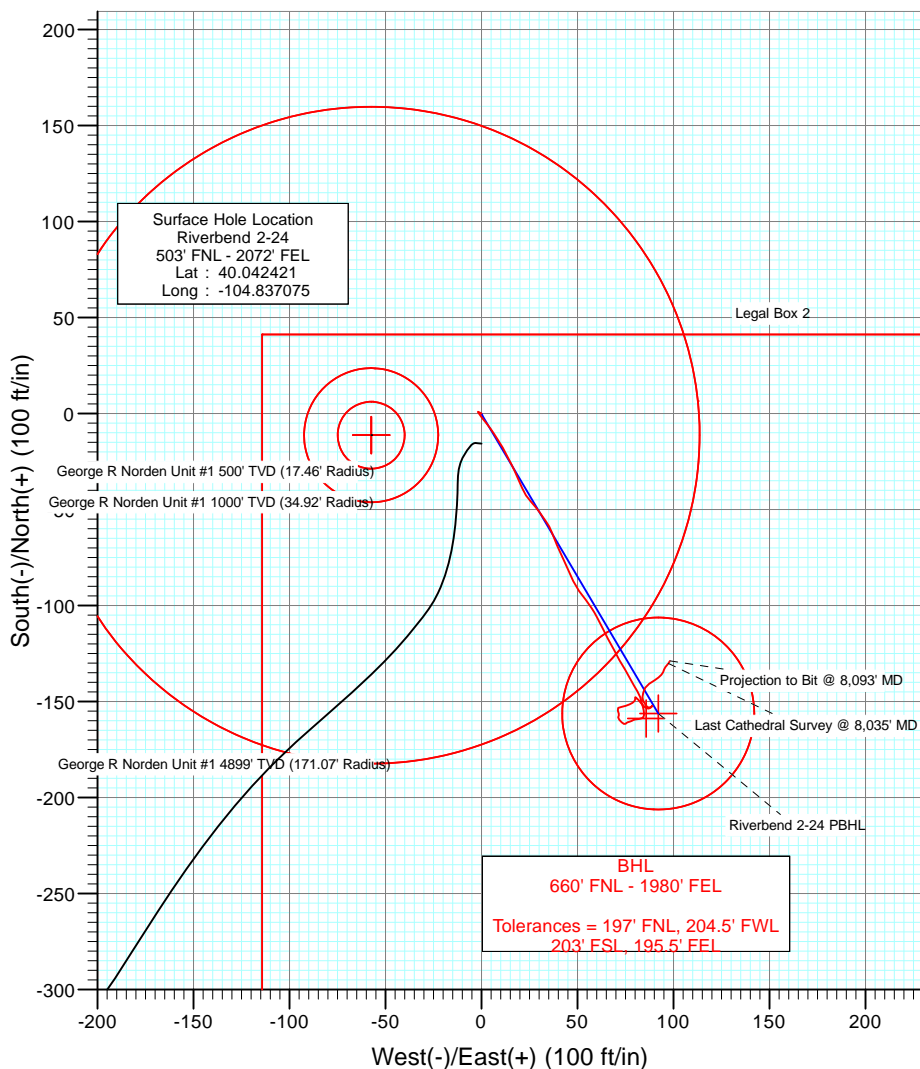 200
150
100
50
0
-50
-100
-150
-200
-250
-300
South(-)/North(+) (100 ft/in)
Surface Hole Location
Riverbend 2-24
503' FNL - 2072' FEL
Lat : 40.042421
Long : -104.837075
Legal Box 2
George R Norden Unit #1 500' TVD (17.46' Radius)
George R Norden Unit #1 1000' TVD (34.92' Radius)
Projection to Bit @ 8,093' MD
Last Cathedral Survey @ 8,035' MD
George R Norden Unit #1 4899' TVD (171.07' Radius)
Riverbend 2-24 PBHL
BHL
660' FNL - 1980' FEL
Tolerances = 197' FNL, 204.5' FWL
203' FSL, 195.5' FEL
-200 -150 -100 -50 0 50 100 150 200
West(-)/East(+) (100 ft/in)